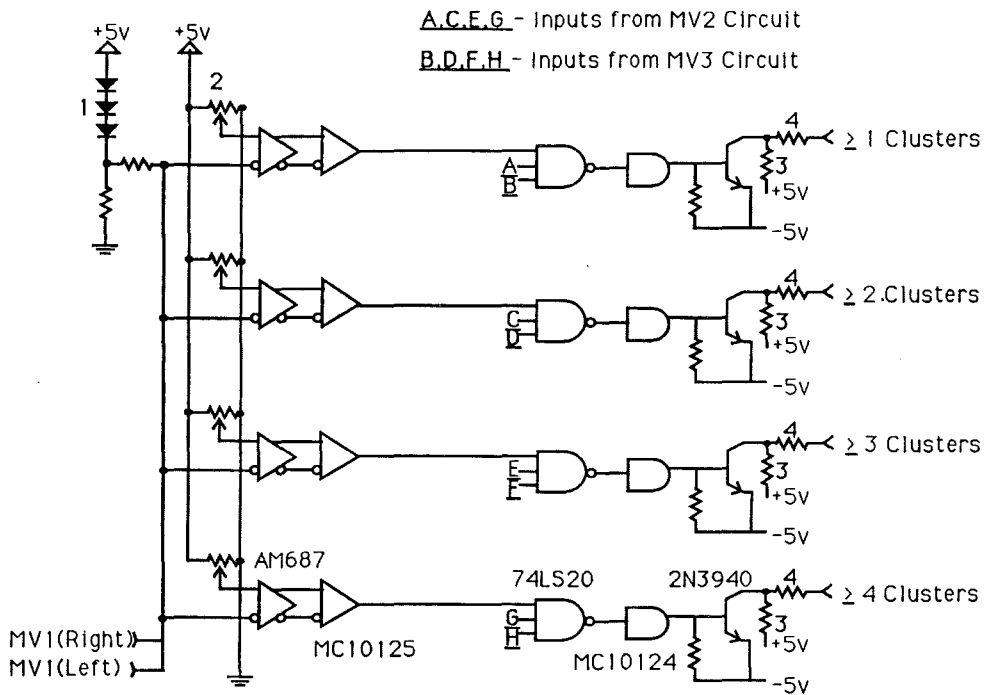 A,C,E,G - Inputs from MV2 Circuit
B,D,F,H - Inputs from MV3 Circuit
+5v +5v
1
2
4
≥ 1 Clusters
A
B
3
+5v
-5v
4
≥ 2.Clusters
C
D
3
+5v
-5v
4
≥ 3 Clusters
E
F
3
+5v
-5v
AM687
74LS20
2N3940
4
≥ 4 Clusters
G
H
3
+5v
MV1(Right)
MV1(Left)
MC10125
MC10124
-5v